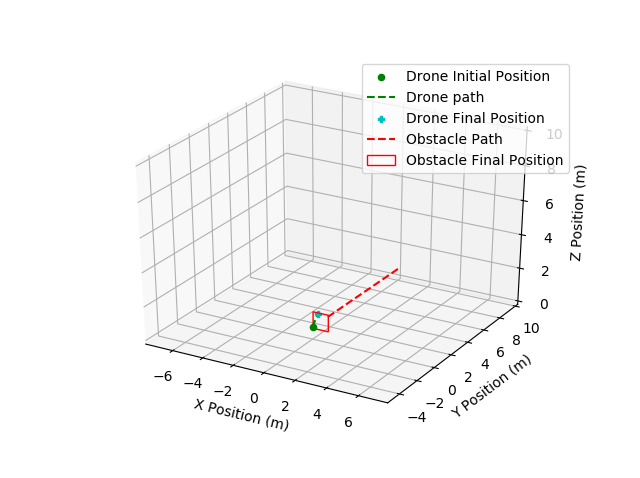 Drone Initial Position
Drone path
Drone Final Position
Obstacle Path
Obstacle Final Position
10
8
6
4
2
0
Z Position (m)
−6
−4
−2
0
2
4
6
X Position (m)
−4
−2
0
2
4
6
8
10
Y Position (m)